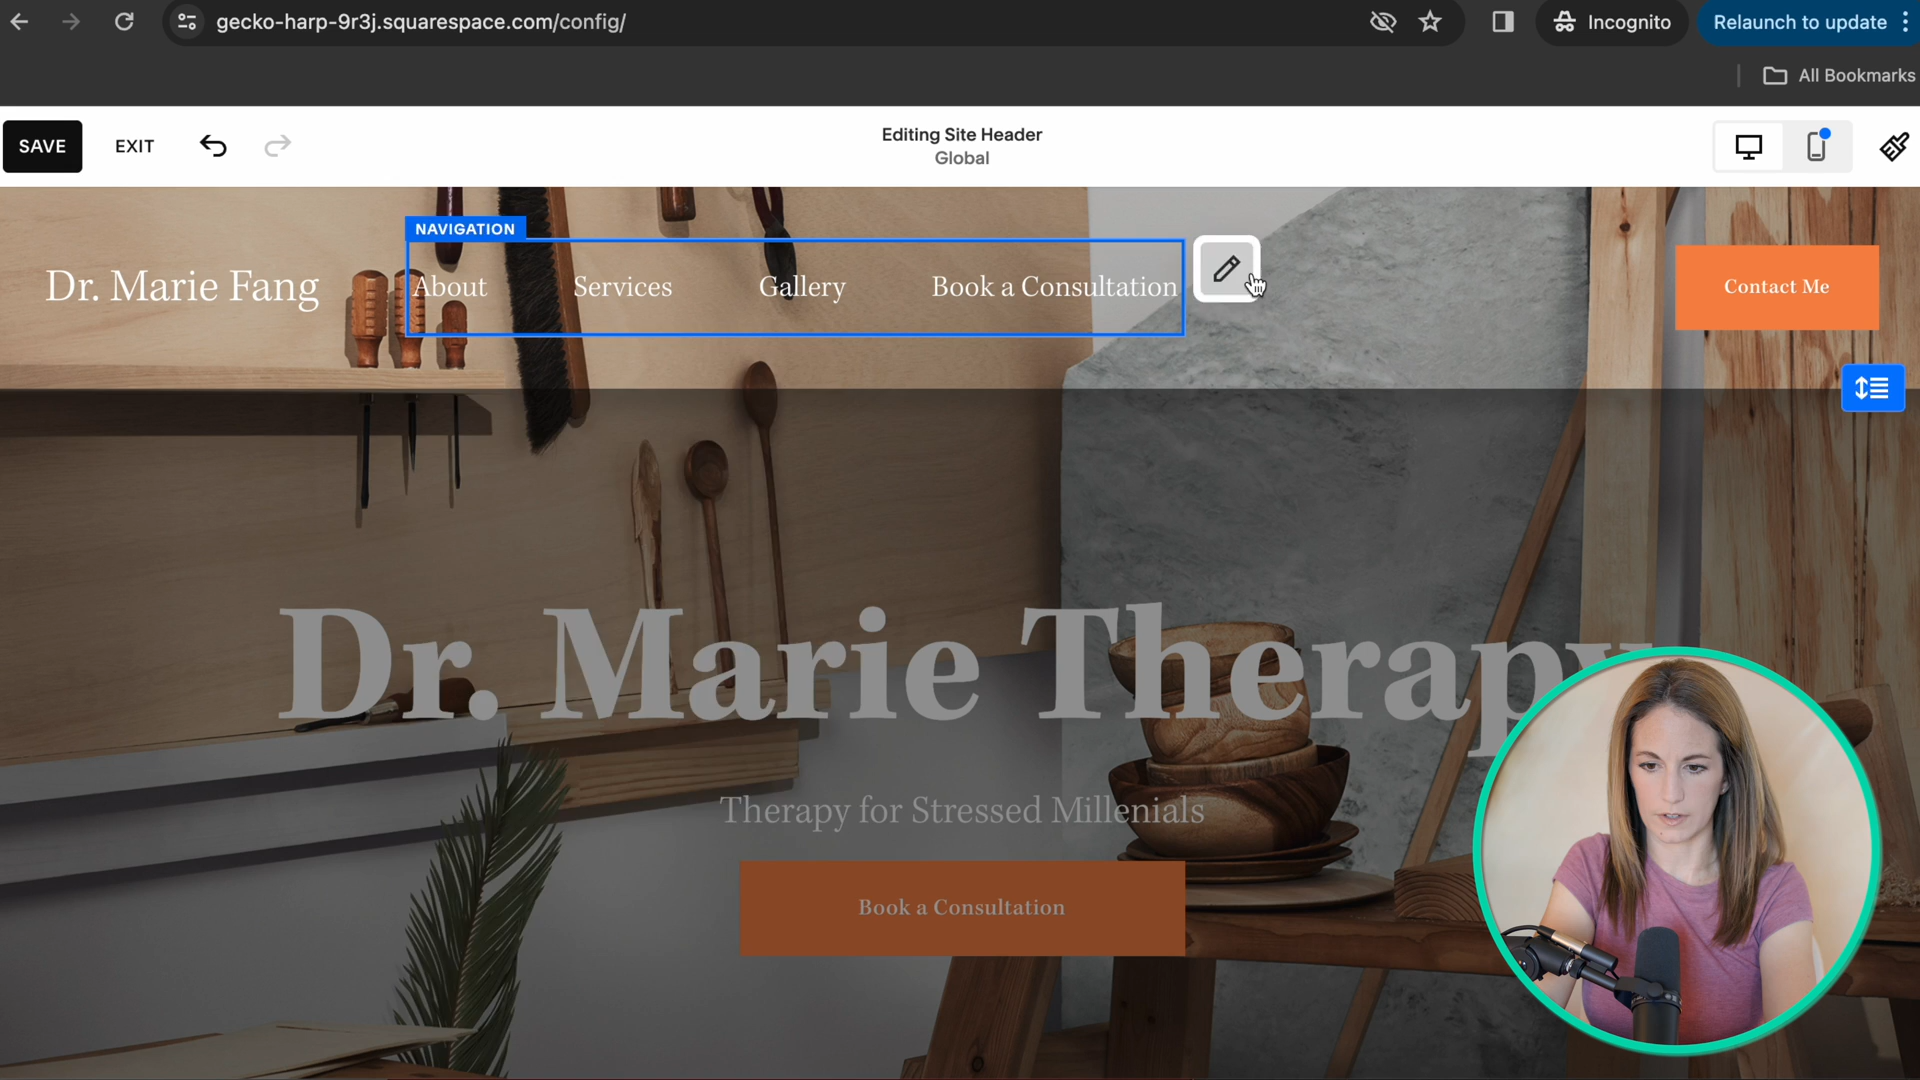 gecko-harp-9r3j.squarespace.com/config/
Incognito
Relaunch to update
All Bookmarks
SAVE
EXIT
Editing Site Header
Global
NAVIGATION
Dr. Marie Fang
About
Services
Gallery
Book a Consultation
Contact Me
Dr. Marie Therapy
Therapy for Stressed Millenials
Book a Consultation